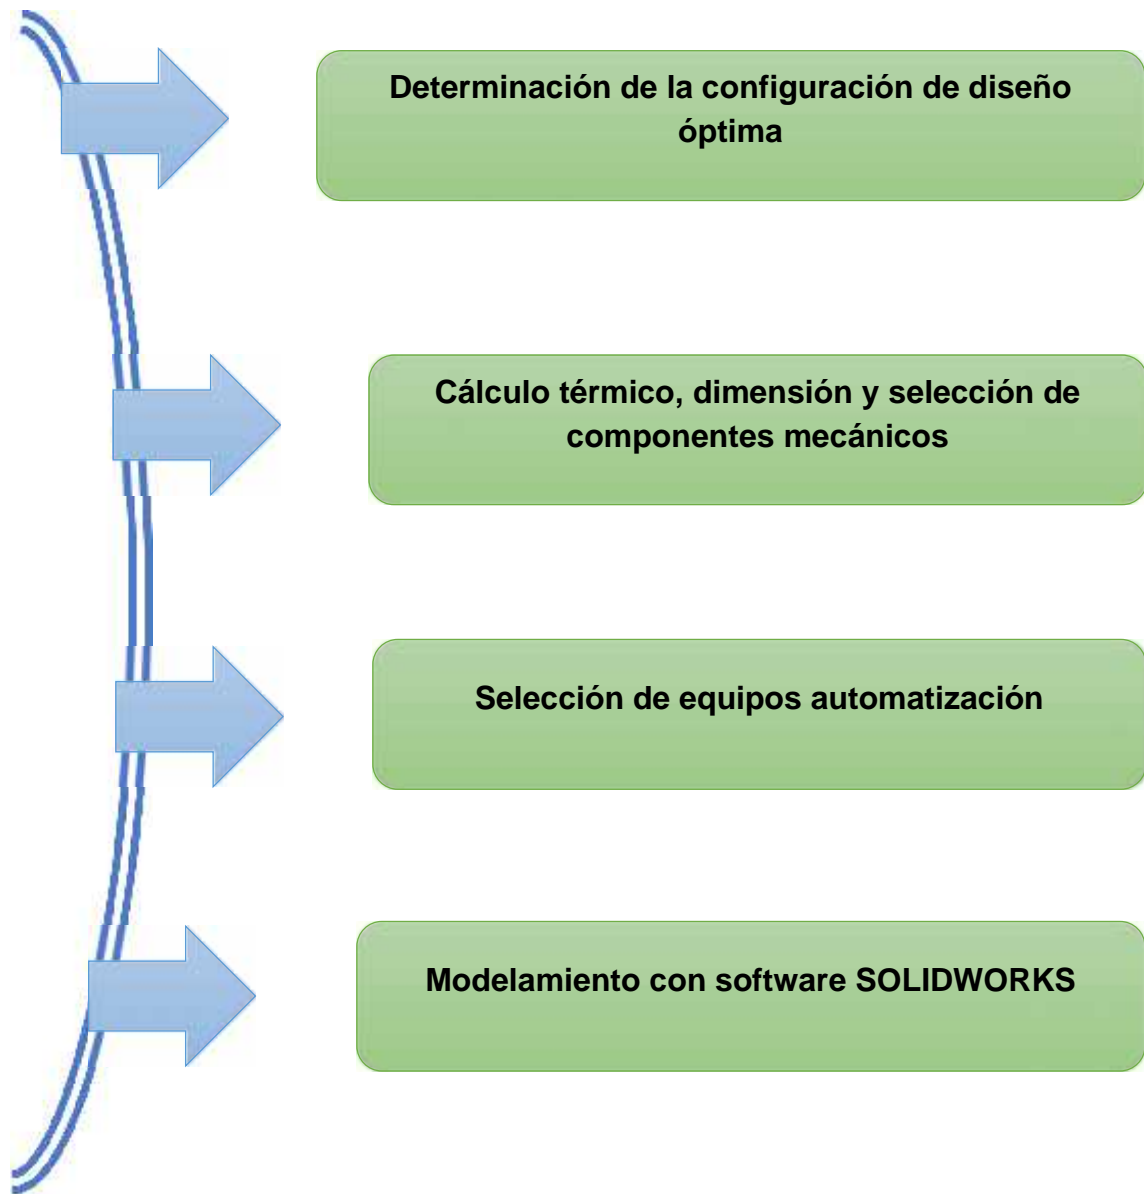 Determinación de la configuración de diseño
óptima
Cálculo térmico, dimensión y selección de
componentes mecánicos
Selección de equipos automatización
Modelamiento con software SOLIDWORKS